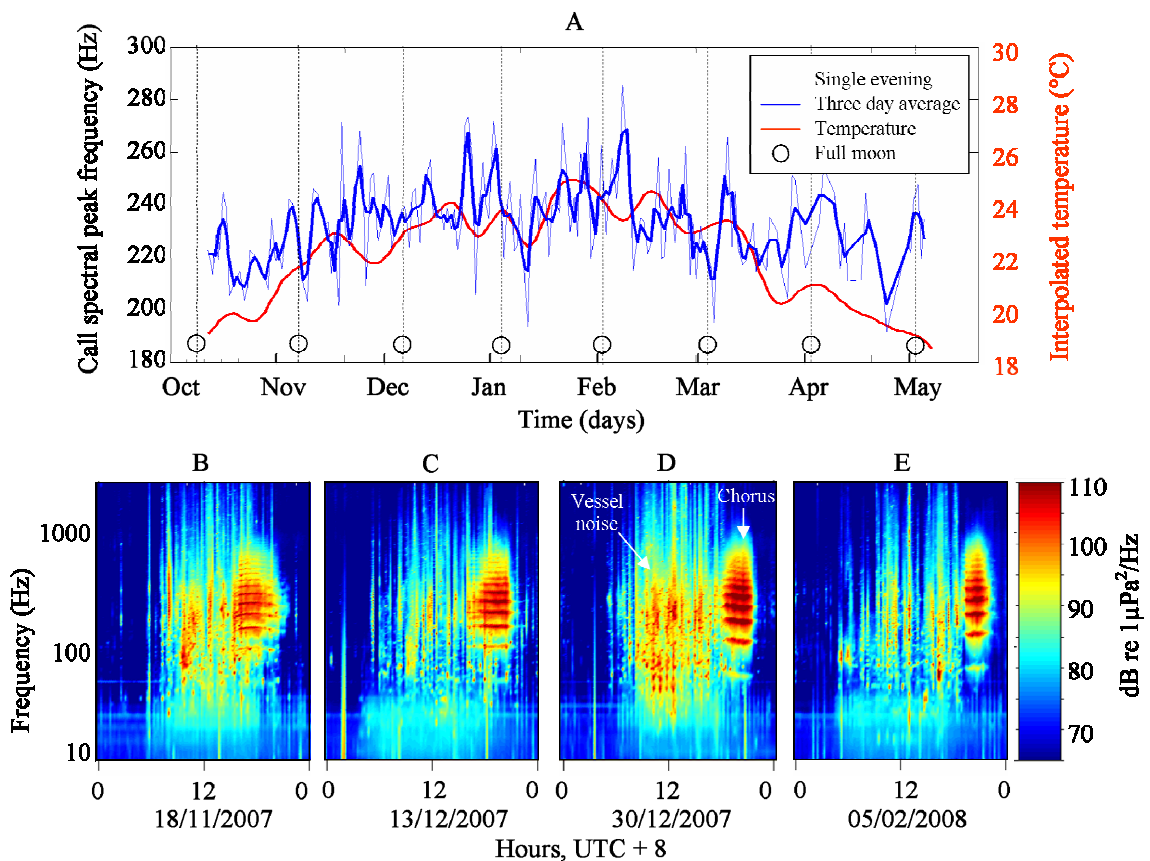 A
Call spectral peak frequency (Hz)
300
280
260
240
220
200
180
Interpolated temperature (°C)
30
28
26
24
22
20
18
Single evening
Three day average
Temperature
Full moon
Oct Nov Dec Jan Feb Mar Apr May
Time (days)
B C D E
Frequency (Hz)
1000
100
10
Vessel
noise
Chorus
110
100
90
80
70
dB re 1μPa²/Hz
0 12 0 12 0 12 0 12 0
18/11/2007 13/12/2007 30/12/2007 05/02/2008
Hours, UTC + 8